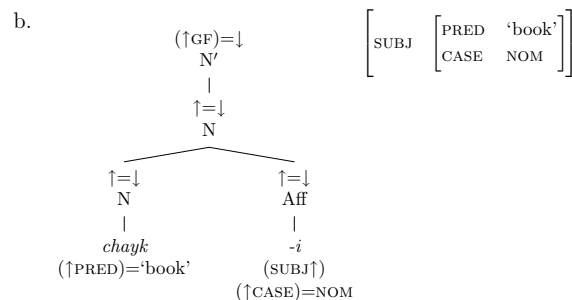 b.
(↑GF)=↓
N′
↑=↓
N
↑=↓ ↑=↓
N Aff
chayk -i
(↑PRED)=‘book’ (SUBJ↑)
(↑CASE)=NOM
SUBJ PRED ‘book’
CASE NOM